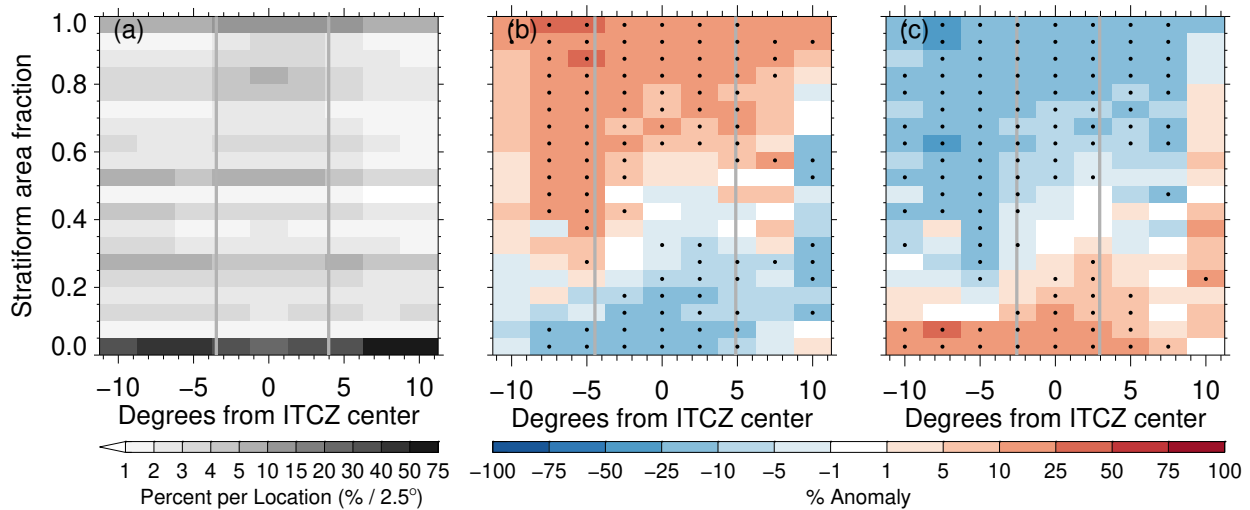 (a) (b) (c)
Stratiform area fraction
1.0
0.8
0.6
0.4
0.2
0.0
−10 −5 0 5 10 −10 −5 0 5 10 −10 −5 0 5 10
Degrees from ITCZ center Degrees from ITCZ center Degrees from ITCZ center
1 2 3 4 5 10 15 20 30 40 50 75 −100 −75 −50 −25 −10 −5 −1 1 5 10 25 50 75 100
Percent per Location (% / 2.5°) % Anomaly